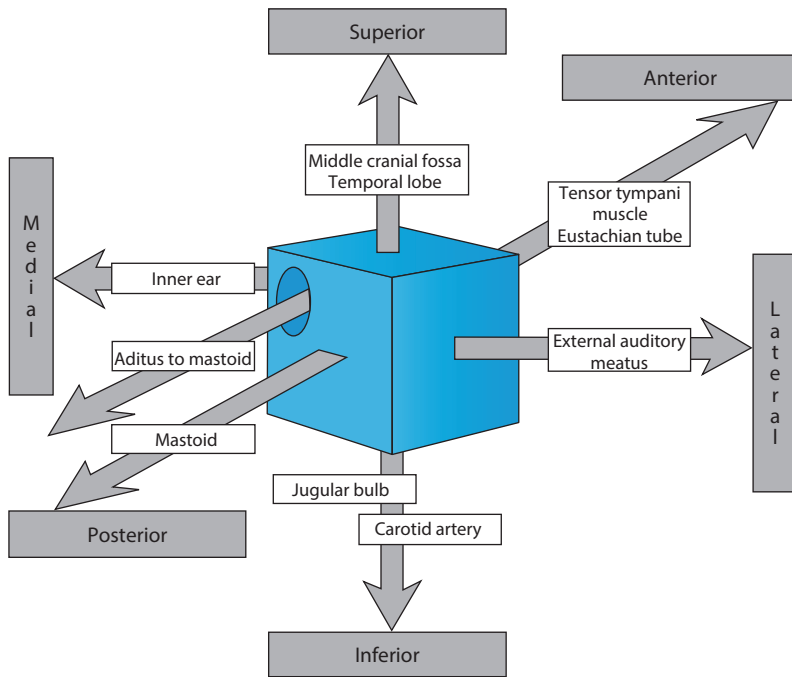 Superior
Anterior
Middle cranial fossa
Temporal lobe
Tensor tympani
muscle
Eustachian tube
Medial
Inner ear
Lateral
External auditory
meatus
Aditus to mastoid
Mastoid
Jugular bulb
Carotid artery
Posterior
Inferior